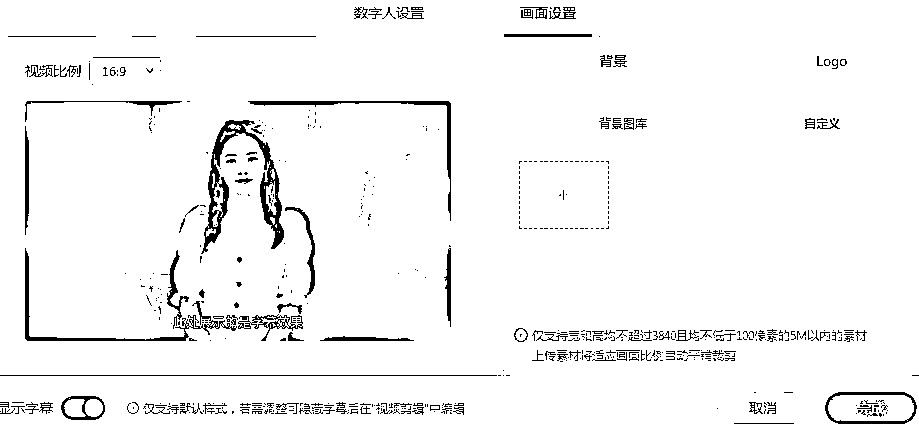 数字人设置
画面设置
视频比例 16:9
背景
Logo
背景图库
自定义
此处展示的是字幕效果
仅支持宽和高均不超过3840且均不低于100像素的5M以内的素材
上传素材将适应画面比例自动平铺裁剪
显示字幕
仅支持默认样式，若需调整可隐藏字幕后在"视频剪辑"中编辑
取消
完成